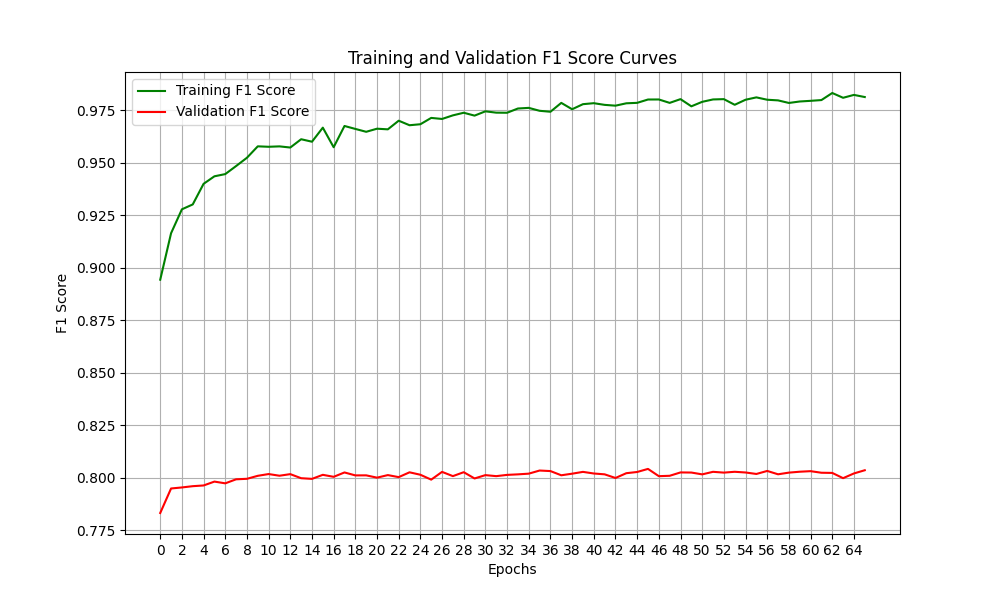 Training and Validation F1 Score Curves
Training F1 Score
Validation F1 Score
F1 Score
0.975
0.950
0.925
0.900
0.875
0.850
0.825
0.800
0.775
0 2 4 6 8 10 12 14 16 18 20 22 24 26 28 30 32 34 36 38 40 42 44 46 48 50 52 54 56 58 60 62 64
Epochs